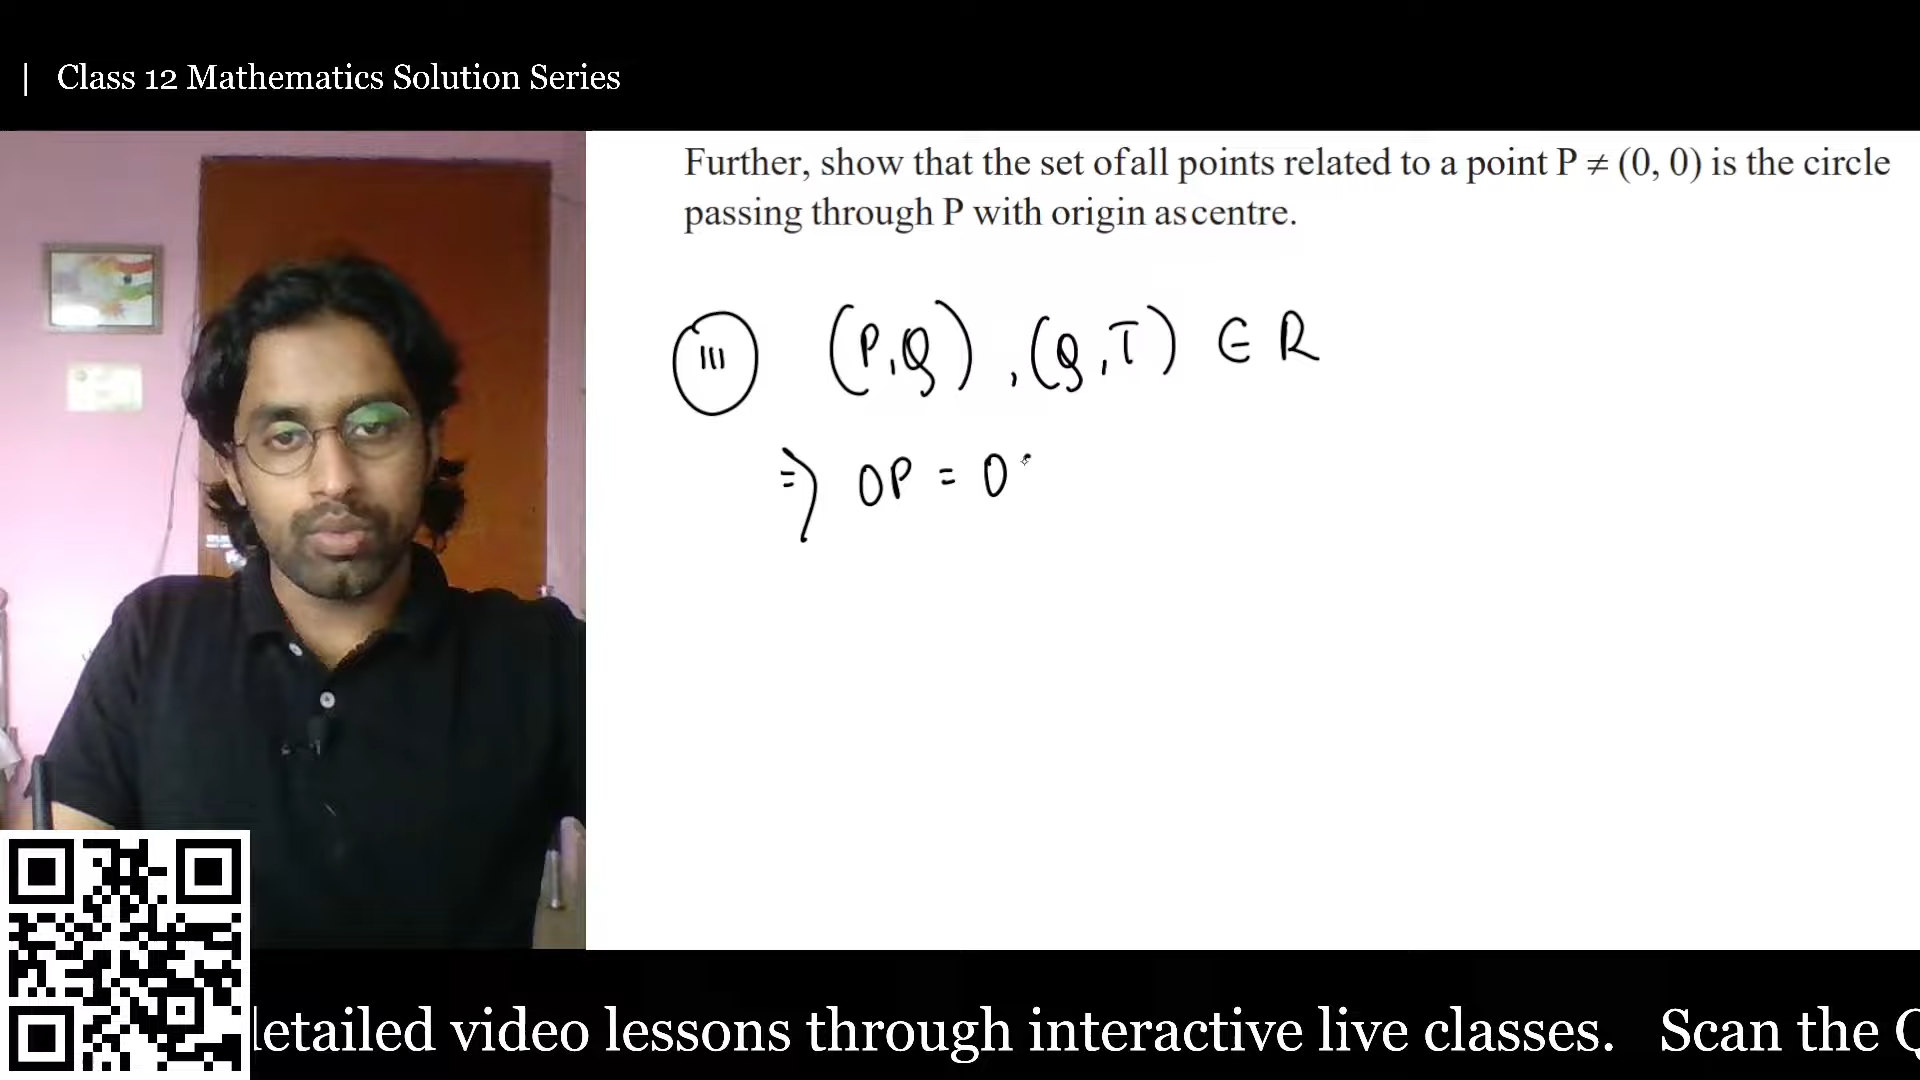 | Class 12 Mathematics Solution Series
Further, show that the set of all points related to a point P ≠ (0, 0) is the circle
passing through P with origin as centre.
III (P,Q) , (Q,T) ∈ R
⇒ OP = O
detailed video lessons through interactive live classes. Scan the Q